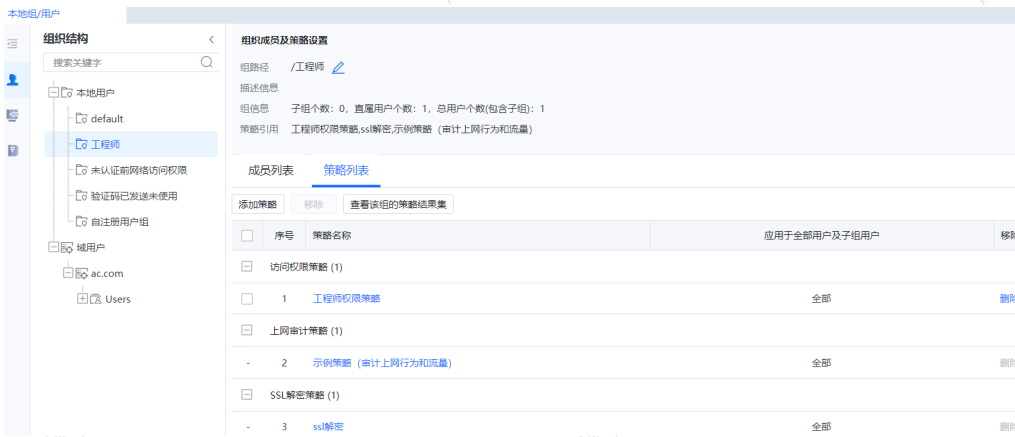 本地组/用户
组织结构
搜索关键字
本地用户
default
工程师
未认证前网络访问权限
验证码已发送未使用
自注册用户组
域用户
ac.com
Users
组织成员及策略设置
组路径 /工程师
描述信息
组信息 子组个数：0，直属用户个数：1，总用户个数(包含子组)：1
策略引用 工程师权限策略,ssl解密,示例策略（审计上网行为和流量）
成员列表 策略列表
添加策略 移除 查看该组的策略结果集
序号 策略名称 应用于全部用户及子组用户 移除
访问权限策略 (1)
1 工程师权限策略 全部 删除
上网审计策略 (1)
- 2 示例策略（审计上网行为和流量） 全部 删除
SSL解密策略 (1)
- 3 ssl解密 全部 删除